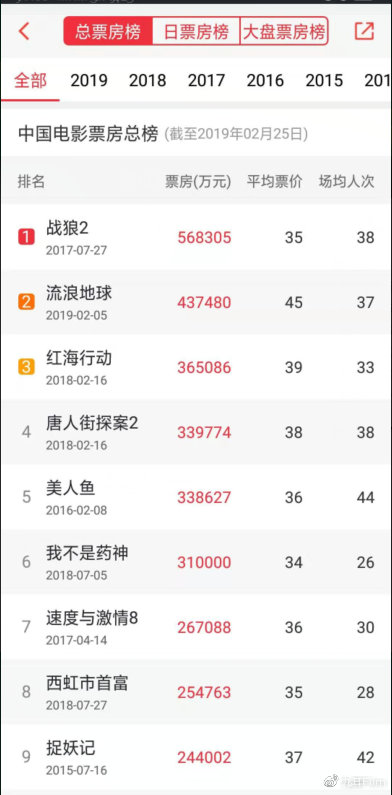 总票房榜 日票房榜 大盘票房榜
全部 2019 2018 2017 2016 2015 201
中国电影票房总榜 (截至2019年02月25日)
排名 票房(万元) 平均票价 场均人次
1 战狼2 568305 35 38
2017-07-27
2 流浪地球 437480 45 37
2019-02-05
3 红海行动 365086 39 33
2018-02-16
4 唐人街探案2 339774 38 38
2018-02-16
5 美人鱼 338627 36 44
2016-02-08
6 我不是药神 310000 34 26
2018-07-05
7 速度与激情8 267088 36 30
2017-04-14
8 西虹市首富 254763 35 28
2018-07-27
9 捉妖记 244002 37 42
2015-07-16